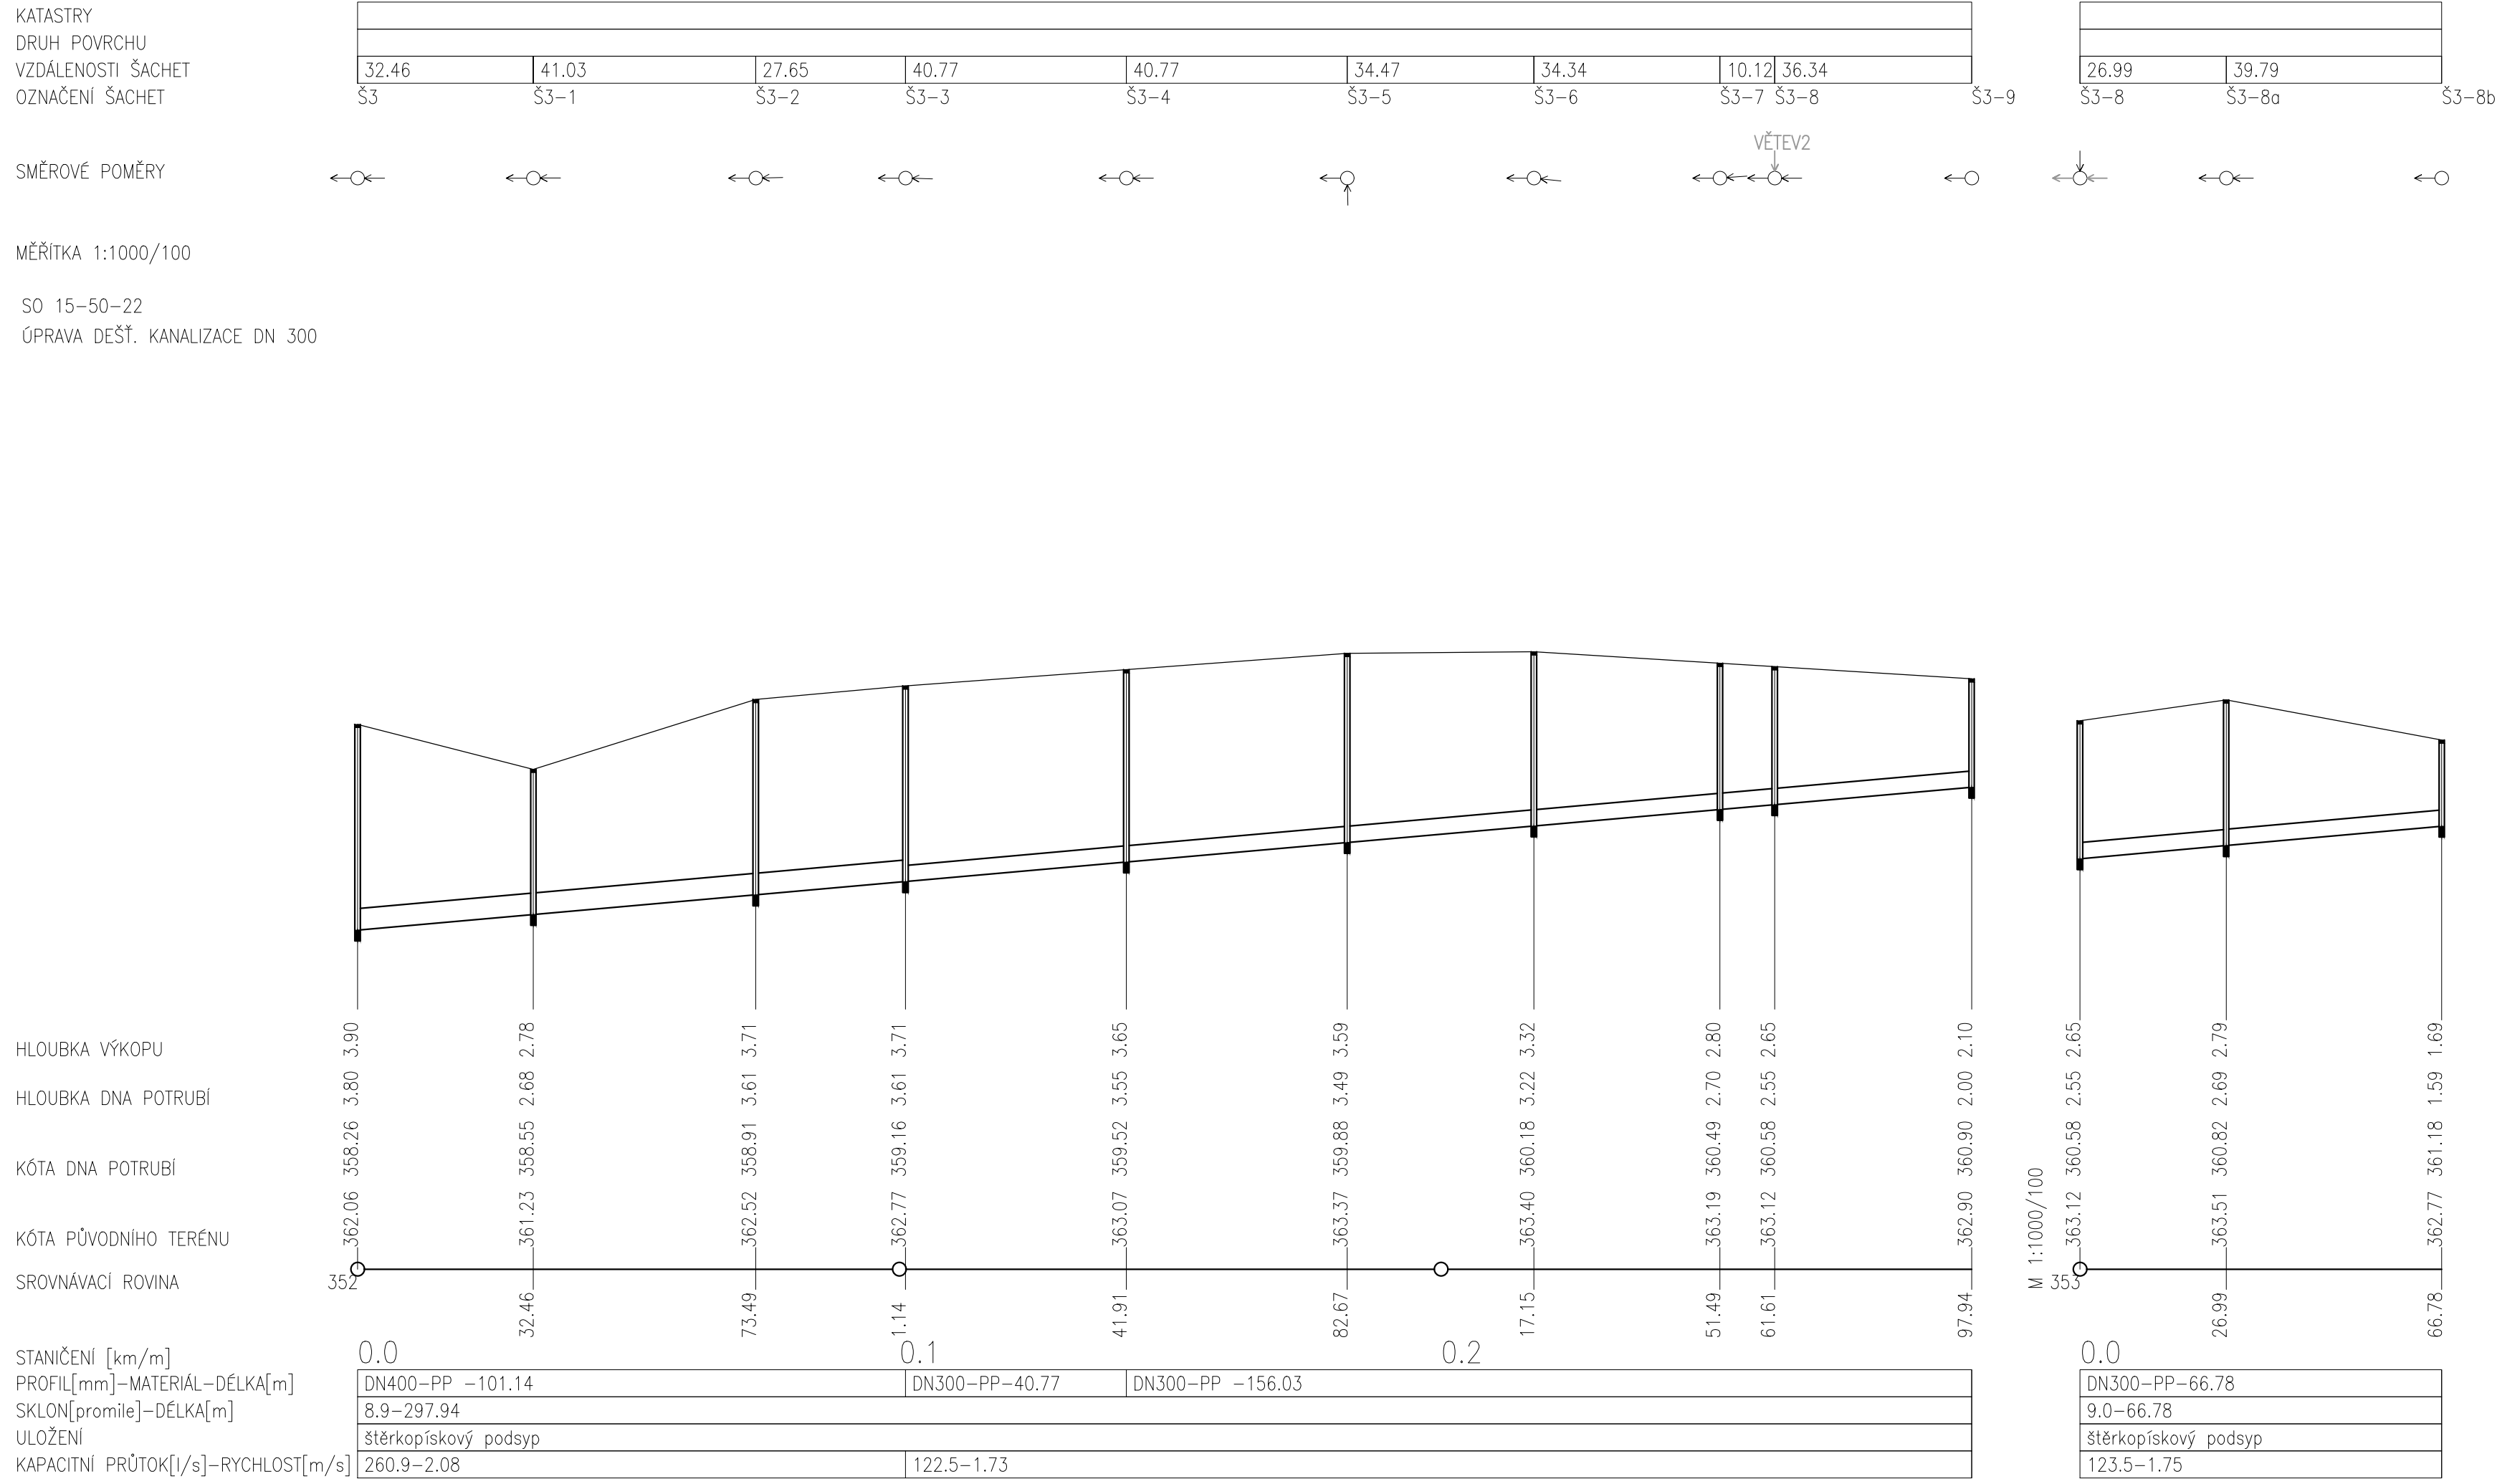 KATASTRY
DRUH POVRCHU
VZDÁLENOSTI ŠACHET 32.46 41.03 27.65 40.77 40.77 34.47 34.34 10.12 36.34 26.99 39.79
OZNAČENÍ ŠACHET Š3 Š3-1 Š3-2 Š3-3 Š3-4 Š3-5 Š3-6 Š3-7 Š3-8 Š3-9 Š3-8 Š3-8a Š3-8b
VĚTEV2
SMĚROVÉ POMĚRY
MĚŘÍTKA 1:1000/100
SO 15-50-22
ÚPRAVA DEŠŤ. KANALIZACE DN 300
HLOUBKA VÝKOPU 3.90 2.78 3.71 3.71 3.65 3.59 3.32 2.80 2.65 2.10 2.65 2.79 1.69
HLOUBKA DNA POTRUBÍ 3.80 2.68 3.61 3.61 3.55 3.49 3.22 2.70 2.55 2.00 2.55 2.69 1.59
KÓTA DNA POTRUBÍ 358.26 358.55 358.91 359.16 359.52 359.88 360.18 360.49 360.58 360.90 360.58 360.82 361.18
KÓTA PŮVODNÍHO TERÉNU 362.06 361.23 362.52 362.77 363.07 363.37 363.40 363.19 363.12 362.90 363.12 363.51 362.77
M 1:1000/100
SROVNÁVACÍ ROVINA 352 353
32.46 73.49 1.14 41.91 82.67 17.15 51.49 61.61 97.94 26.99 66.78
STANIČENÍ [km/m] 0.0 0.1 0.2 0.0
PROFIL[mm]-MATERIÁL-DÉLKA[m] DN400-PP -101.14 DN300-PP-40.77 DN300-PP -156.03 DN300-PP-66.78
SKLON[promile]-DÉLKA[m] 8.9-297.94 9.0-66.78
ULOŽENÍ štěrkopískový podsyp štěrkopískový podsyp
KAPACITNÍ PRŮTOK[l/s]-RYCHLOST[m/s] 260.9-2.08 122.5-1.73 123.5-1.75